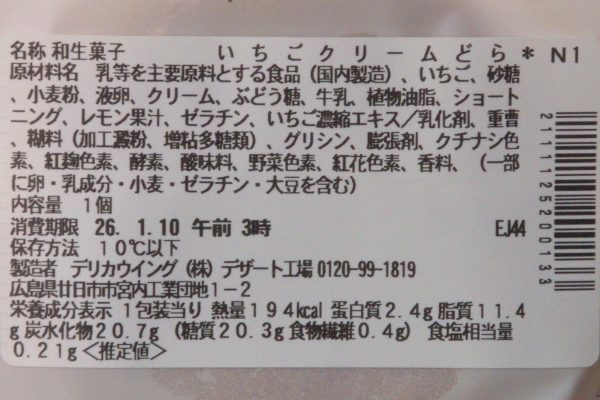 名称 和生菓子 いちごクリームどら* N1
原材料名 乳等を主要原料とする食品(国内製造)、いちご、砂糖
、小麦粉、液卵、クリーム、ぶどう糖、牛乳、植物油脂、ショート
ニング、レモン果汁、ゼラチン、いちご濃縮エキス/乳化剤、重曹
、糊料(加工澱粉、増粘多糖類)、グリシン、膨張剤、クチナシ色
素、紅麹色素、酵素、酸味料、野菜色素、紅花色素、香料、(一部
に卵・乳成分・小麦・ゼラチン・大豆を含む)
内容量 1個
消費期限 26. 1.10 午前 3時 EJ44
保存方法 10℃以下
製造者 デリカウイング(株)デザート工場0120-99-1819
広島県廿日市市宮内工業団地1-2
栄養成分表示 1包装当り 熱量194kcal 蛋白質2.4g 脂質11.4
g 炭水化物20.7g (糖質20.3g 食物繊維0.4g) 食塩相当量
0.21g<推定値>
21111125200133